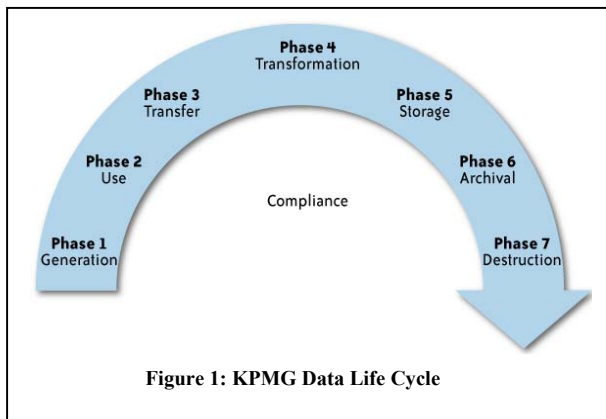 Phase 1
Generation
Phase 2
Use
Phase 3
Transfer
Phase 4
Transformation
Phase 5
Storage
Phase 6
Archival
Phase 7
Destruction
Compliance
Figure 1: KPMG Data Life Cycle